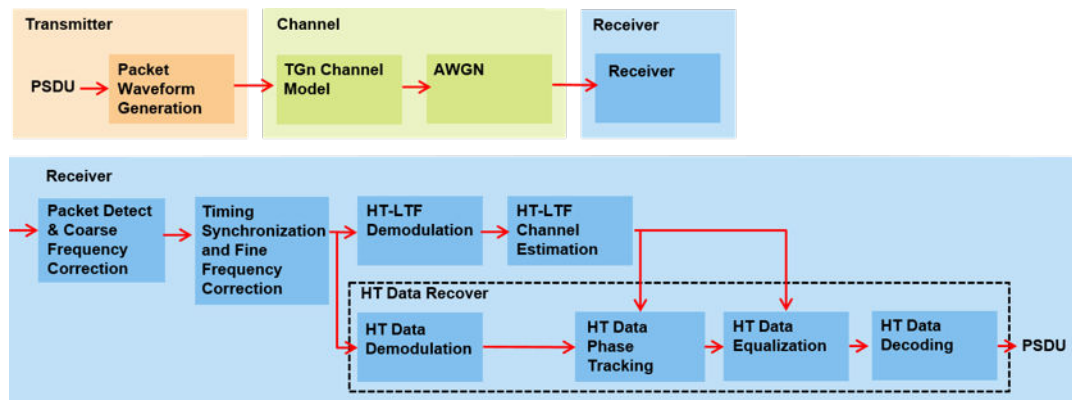 Transmitter
PSDU
Packet
Waveform
Generation
Channel
TGn Channel
Model
AWGN
Receiver
Receiver
Receiver
Packet Detect
& Coarse
Frequency
Correction
Timing
Synchronization
and Fine
Frequency
Correction
HT-LTF
Demodulation
HT-LTF
Channel
Estimation
HT Data Recover
HT Data
Demodulation
HT Data
Phase
Tracking
HT Data
Equalization
HT Data
Decoding
PSDU